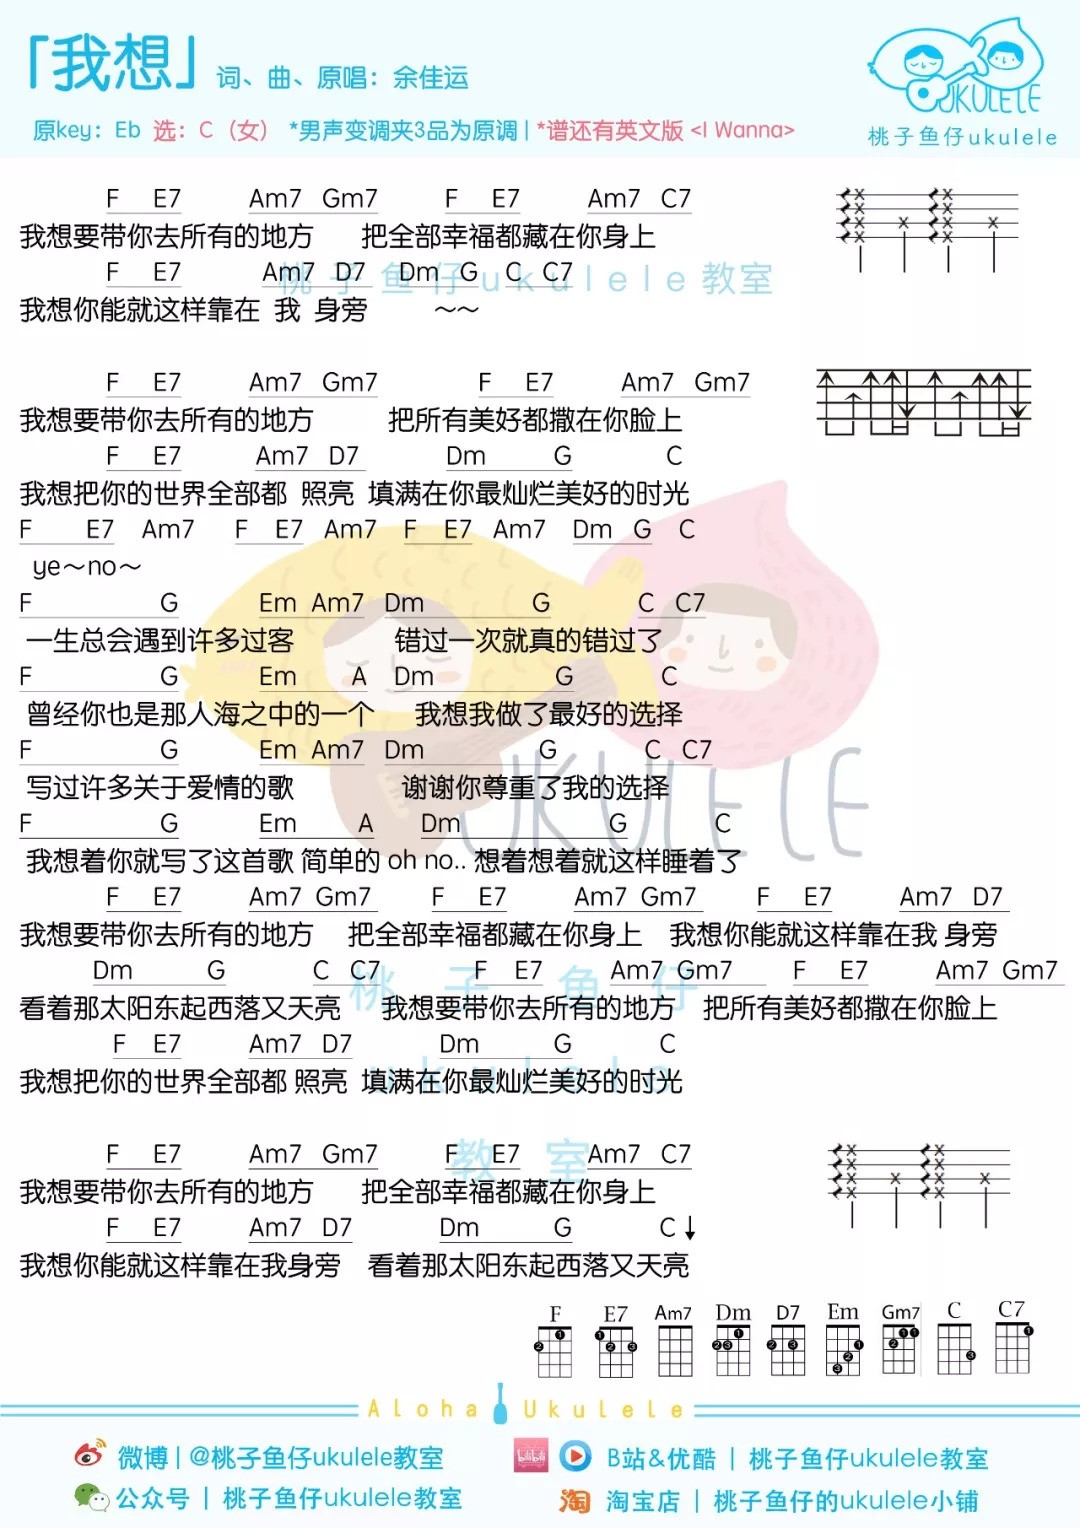 「我想」 词、曲、原唱：余佳运
原key：Eb 选：C（女） *男声变调夹3品为原调 | *谱还有英文版 <I Wanna>
UKULELE
桃子鱼仔ukulele
F E7 Am7 Gm7 F E7 Am7 C7
我想要带你去所有的地方 把全部幸福都藏在你身上
F E7 Am7 D7 Dm G C C7
桃子鱼仔ukulele教室
我想你能就这样靠在 我 身旁 ～～
F E7 Am7 Gm7 F E7 Am7 Gm7
我想要带你去所有的地方 把所有美好都撒在你脸上
F E7 Am7 D7 Dm G C
我想把你的世界全部都 照亮 填满在你最灿烂美好的时光
F E7 Am7 F E7 Am7 F E7 Am7 Dm G C
ye～no～
F G Em Am7 Dm G C C7
一生总会遇到许多过客 错过一次就真的错过了
F G Em A Dm G C
曾经你也是那人海之中的一个 我想我做了最好的选择
F G Em Am7 Dm G C C7
写过许多关于爱情的歌 谢谢你尊重了我的选择
UKULELE
F G Em A Dm G C
我想着你就写了这首歌 简单的 oh no.. 想着想着就这样睡着了
F E7 Am7 Gm7 F E7 Am7 Gm7 F E7 Am7 D7
我想要带你去所有的地方 把全部幸福都藏在你身上 我想你能就这样靠在我 身旁
Dm G C C7 F E7 Am7 Gm7 F E7 Am7 Gm7
桃子鱼仔
看着那太阳东起西落又天亮 我想要带你去所有的地方 把所有美好都撒在你脸上
F E7 Am7 D7 Dm G C
ukulele
我想把你的世界全部都 照亮 填满在你最灿烂美好的时光
教室
F E7 Am7 Gm7 F E7 Am7 C7
我想要带你去所有的地方 把全部幸福都藏在你身上
F E7 Am7 D7 Dm G C↓
我想你能就这样靠在我身旁 看着那太阳东起西落又天亮
F E7 Am7 Dm D7 Em Gm7 C C7
Aloha Ukulele
微博 | @桃子鱼仔ukulele教室 B站&优酷 | 桃子鱼仔ukulele教室
公众号 | 桃子鱼仔ukulele教室 淘 淘宝店 | 桃子鱼仔的ukulele小铺